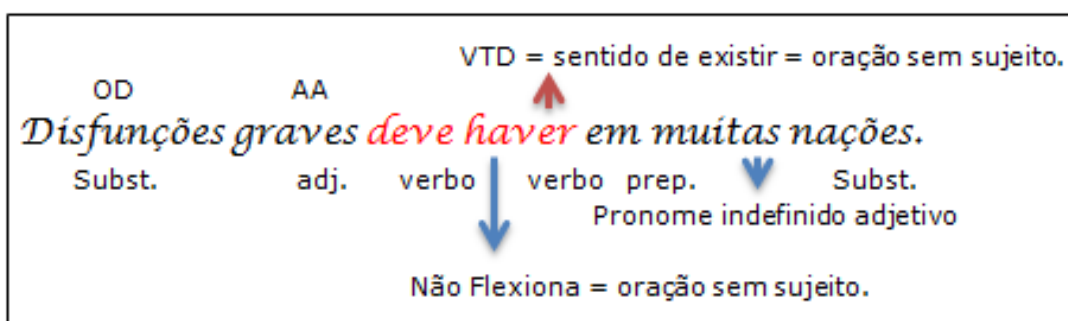 VTD = sentido de existir = oração sem sujeito.
OD AA
Disfunções graves deve haver em muitas nações.
Subst. adj. verbo verbo prep. Subst.
Pronome indefinido adjetivo
Não Flexiona = oração sem sujeito.